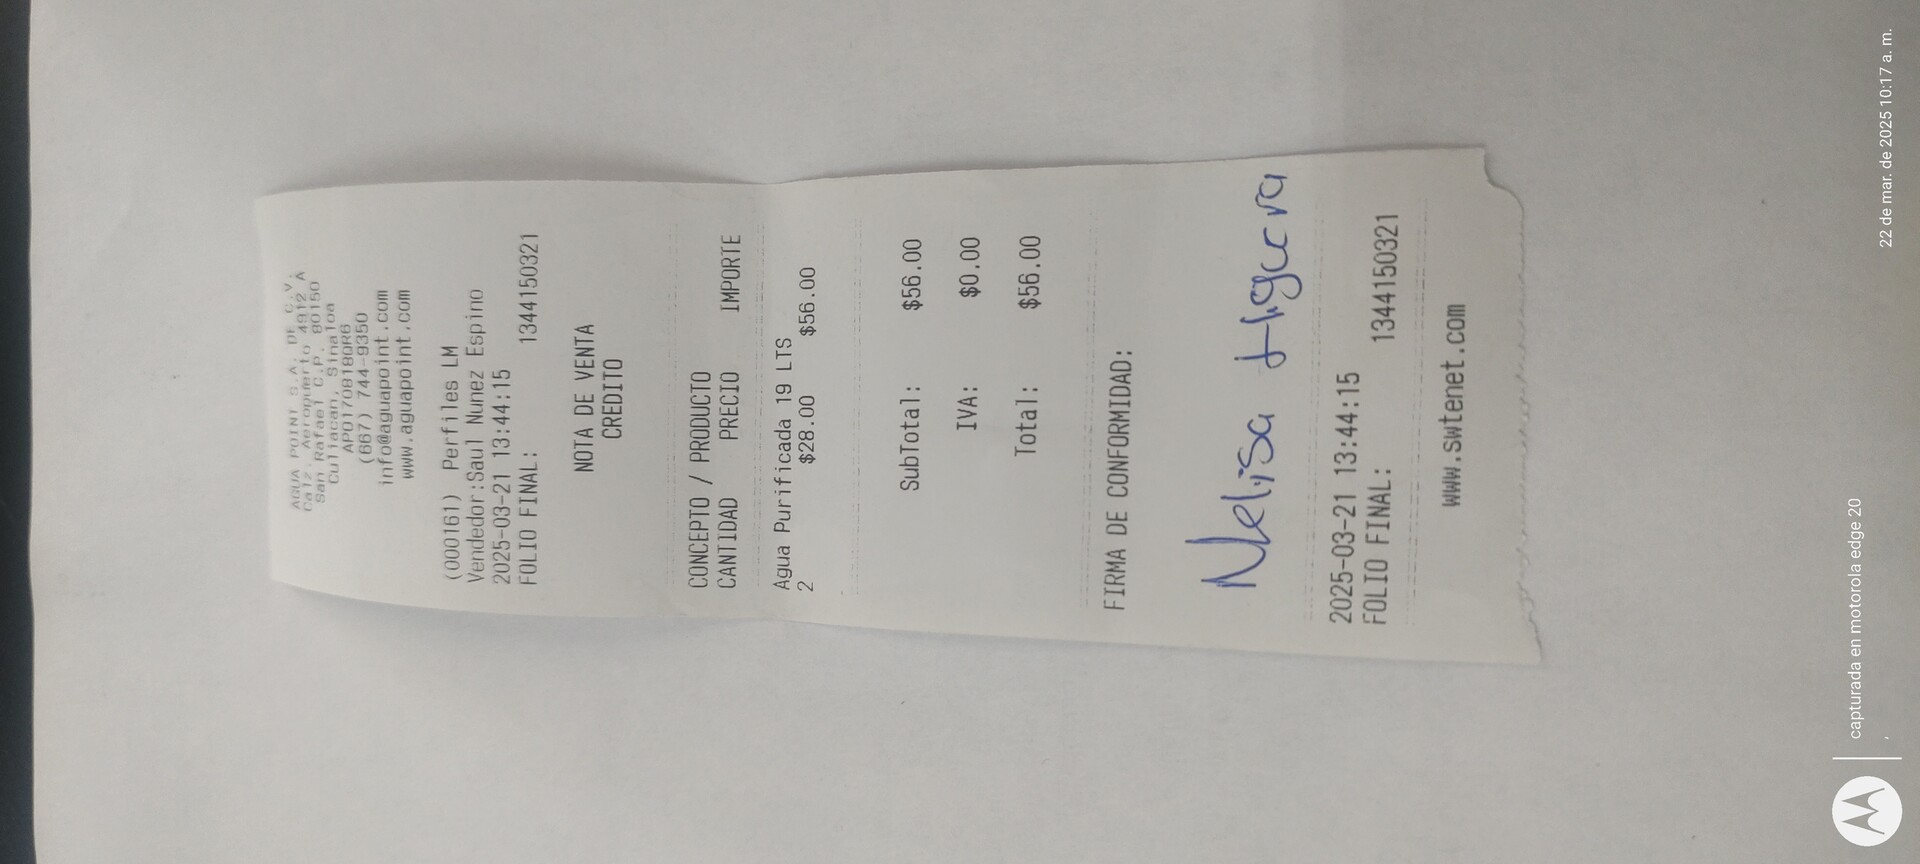 AGUA POINT S.A. DE C.V.
Calz. Aeropuerto 4912 A
San Rafael C.P. 80150
Culiacan, Sinaloa
APO170818QR6
(667) 744-9350
info@aguapoint.com
www.aguapoint.com
(000161) Perfiles LM
Vendedor:Saul Nunez Espino
2025-03-21 13:44:15
FOLIO FINAL: 1344150321
NOTA DE VENTA
CREDITO
CONCEPTO / PRODUCTO
CANTIDAD PRECIO IMPORTE
Agua Purificada 19 LTS
2 $28.00 $56.00
SubTotal: $56.00
IVA: $0.00
Total: $56.00
FIRMA DE CONFORMIDAD:
Melisa Higuera
2025-03-21 13:44:15
FOLIO FINAL: 1344150321
www.swtenet.com
capturada en motorola edge 20
,
22 de mar. de 2025 10:17 a. m.